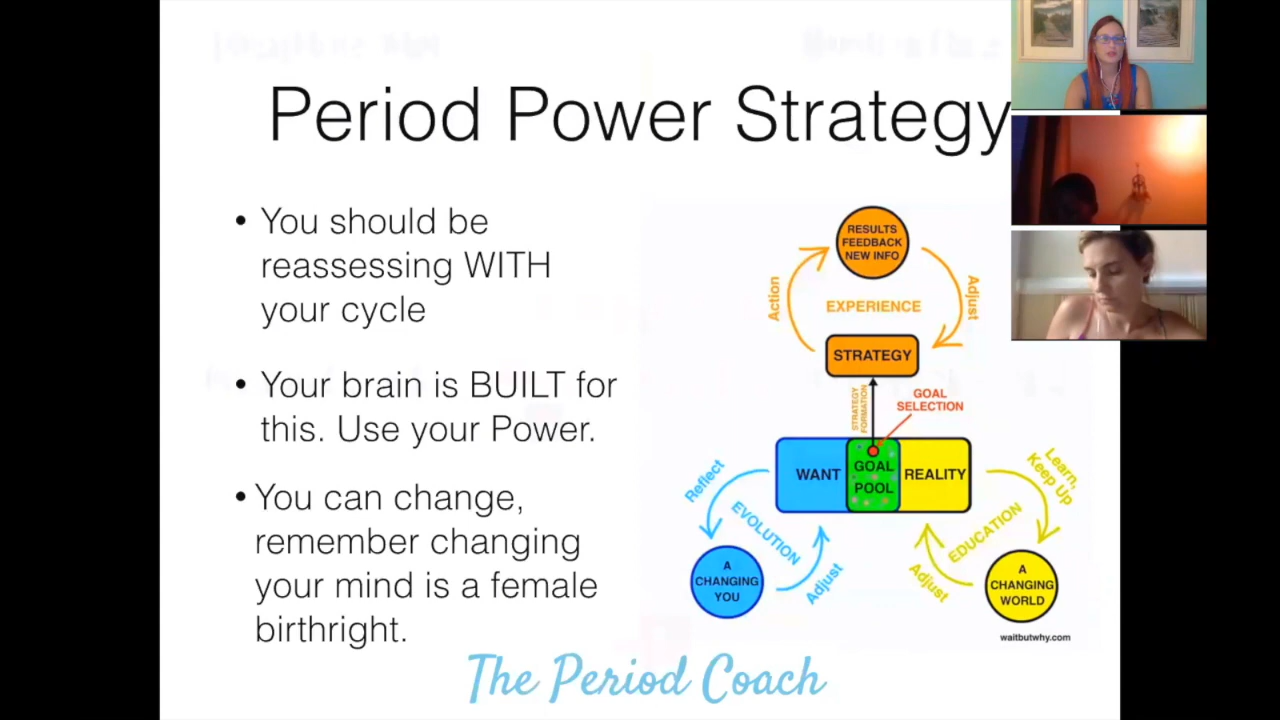 Period Power Strategy
• You should be
reassessing WITH
your cycle
• Your brain is BUILT for
this. Use your Power.
• You can change,
remember changing
your mind is a female
birthright.
RESULTS
FEEDBACK
NEW INFO
Action
EXPERIENCE
Adjust
STRATEGY
STRATEGY
FORMATION
GOAL
SELECTION
WANT
GOAL
POOL
REALITY
Reflect
EVOLUTION
Adjust
A
CHANGING
YOU
Learn,
Keep Up
EDUCATION
Adjust
A
CHANGING
WORLD
waitbutwhy.com
The Period Coach